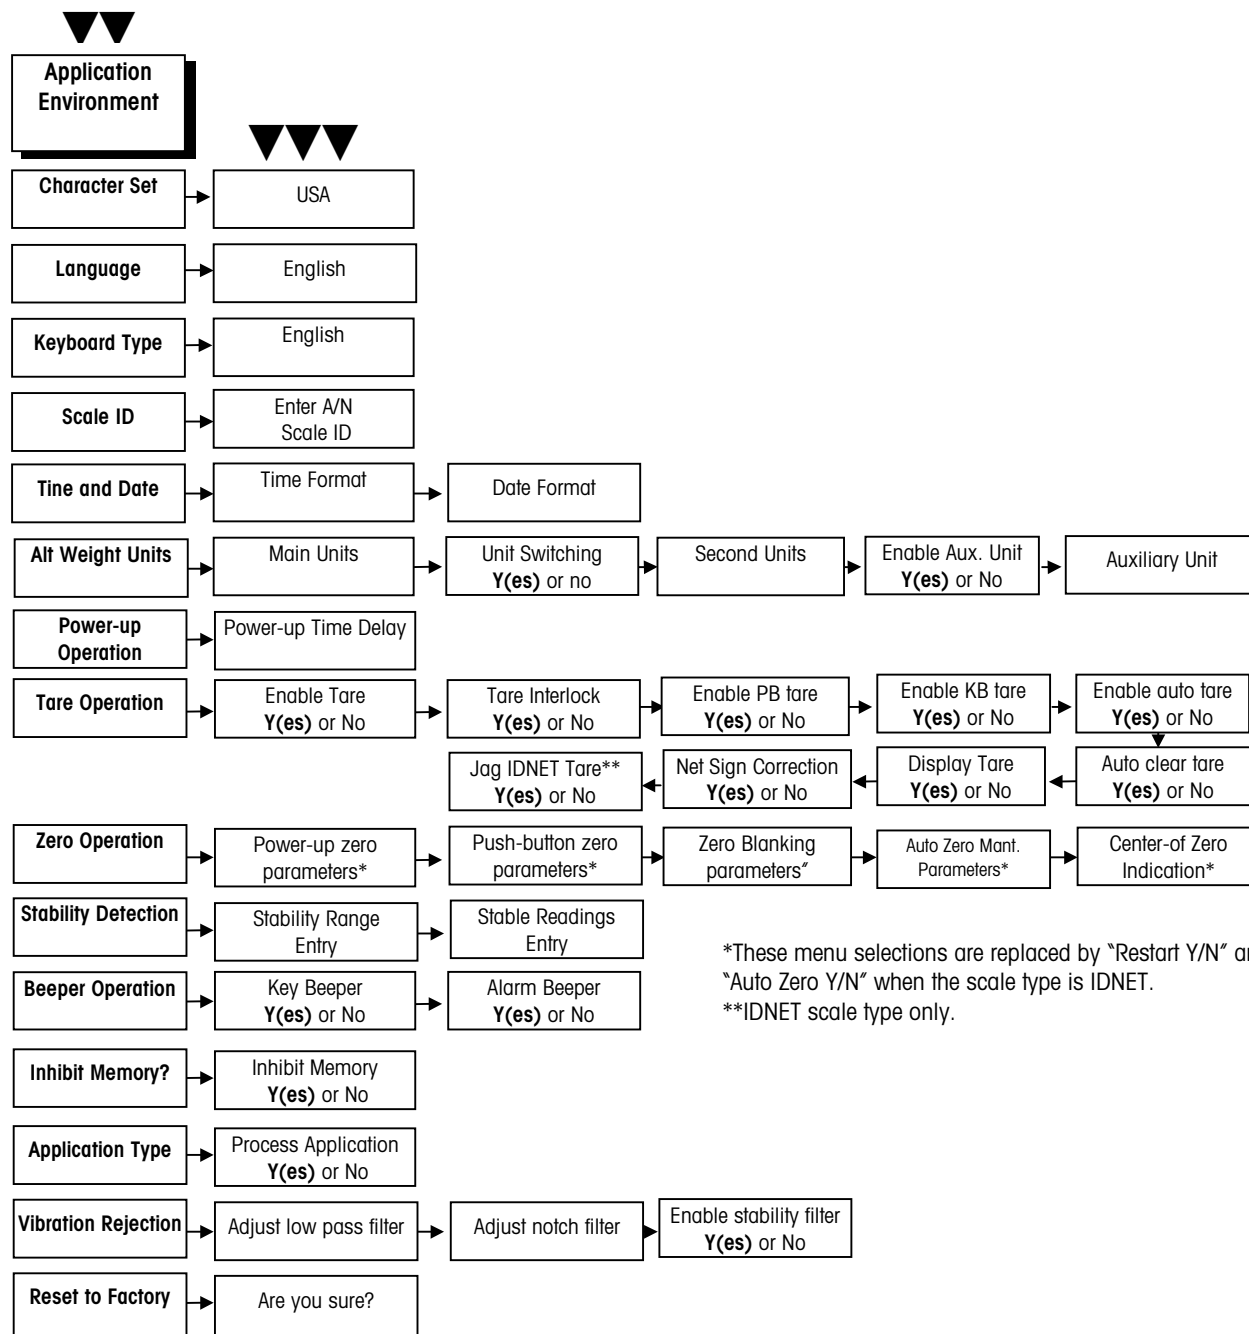 Application
Environment
Character Set
USA
Language
English
Keyboard Type
English
Scale ID
Enter A/N
Scale ID
Tine and Date
Time Format
Date Format
Alt Weight Units
Main Units
Unit Switching
Y(es) or no
Second Units
Enable Aux. Unit
Y(es) or No
Auxiliary Unit
Power-up
Operation
Power-up Time Delay
Tare Operation
Enable Tare
Y(es) or No
Tare Interlock
Y(es) or No
Enable PB tare
Y(es) or No
Enable KB tare
Y(es) or No
Enable auto tare
Y(es) or No
Auto clear tare
Y(es) or No
Display Tare
Y(es) or No
Net Sign Correction
Y(es) or No
Jag IDNET Tare**
Y(es) or No
Zero Operation
Power-up zero
parameters*
Push-button zero
parameters*
Zero Blanking
parameters″
Auto Zero Mant.
Parameters*
Center-of Zero
Indication*
Stability Detection
Stability Range
Entry
Stable Readings
Entry
*These menu selections are replaced by ‶Restart Y/N″
‶Auto Zero Y/N″ when the scale type is IDNET.
**IDNET scale type only.
Beeper Operation
Key Beeper
Y(es) or No
Alarm Beeper
Y(es) or No
Inhibit Memory?
Inhibit Memory
Y(es) or No
Application Type
Process Application
Y(es) or No
Vibration Rejection
Adjust low pass filter
Adjust notch filter
Enable stability filter
Y(es) or No
Reset to Factory
Are you sure?